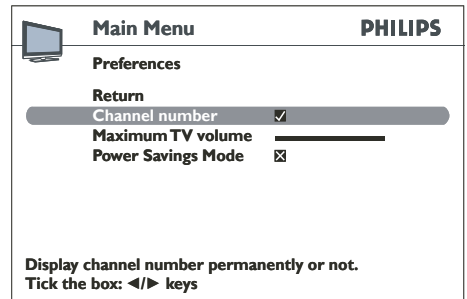 Main Menu PHILIPS
Preferences
Return
Channel number
Maximum TV volume
Power Savings Mode
Display channel number permanently or not.
Tick the box: ◄/► keys